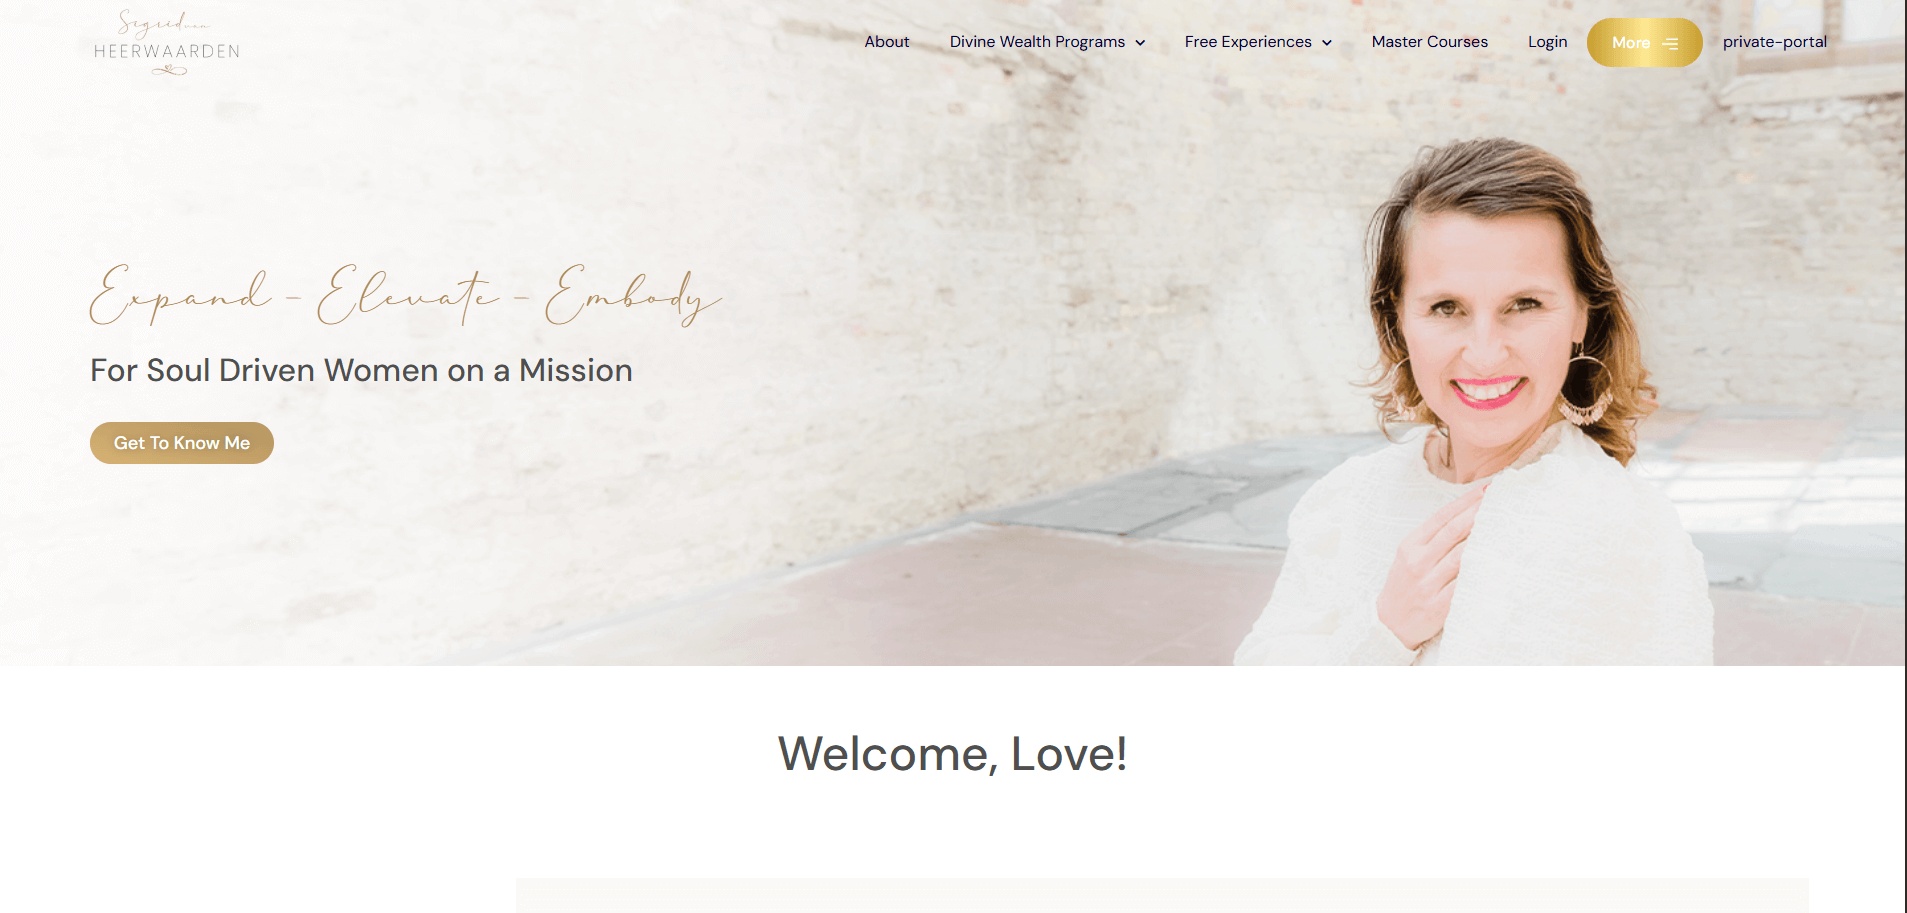 Sigrid van
HEERWAARDEN
About
Divine Wealth Programs
Free Experiences
Master Courses
Login
More
private-portal
Expand - Elevate - Embody
For Soul Driven Women on a Mission
Get To Know Me
Welcome, Love!